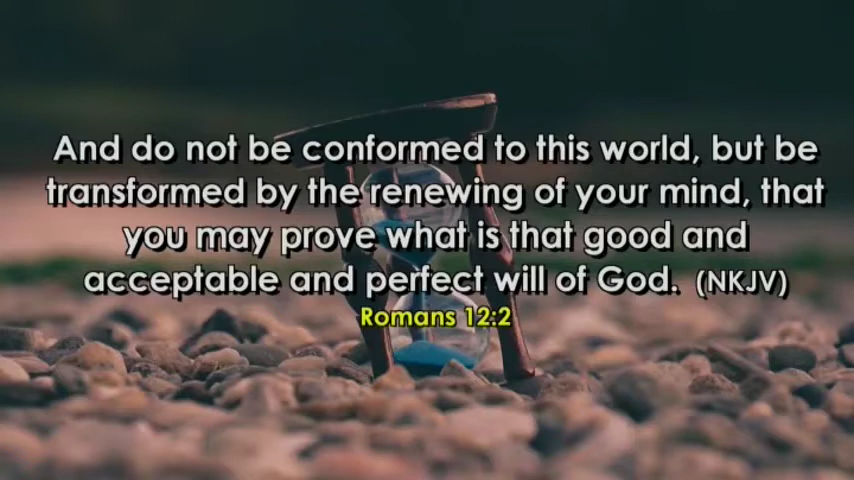 And do not be conformed to this world, but be
transformed by the renewing of your mind, that
you may prove what is that good and
acceptable and perfect will of God. (NKJV)
Romans 12:2